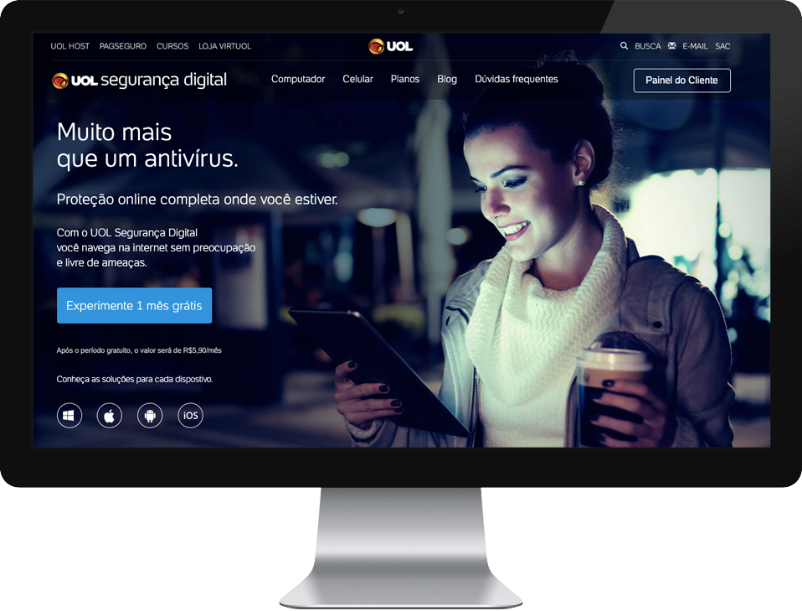 UOL HOST PAGSEGURO CURSOS LOJA VIRTUOL
UOL
BUSCA E-MAIL SAC
UOL segurança digital
Computador Celular Planos Blog Dúvidas frequentes
Painel do Cliente
Muito mais
que um antivírus.
Proteção online completa onde você estiver.
Com o UOL Segurança Digital
você navega na internet sem preocupação
e livre de ameaças.
Experimente 1 mês grátis
Após o período gratuito, o valor será de R$5,90/mês
Conheça as soluções para cada dispostivo.
iOS